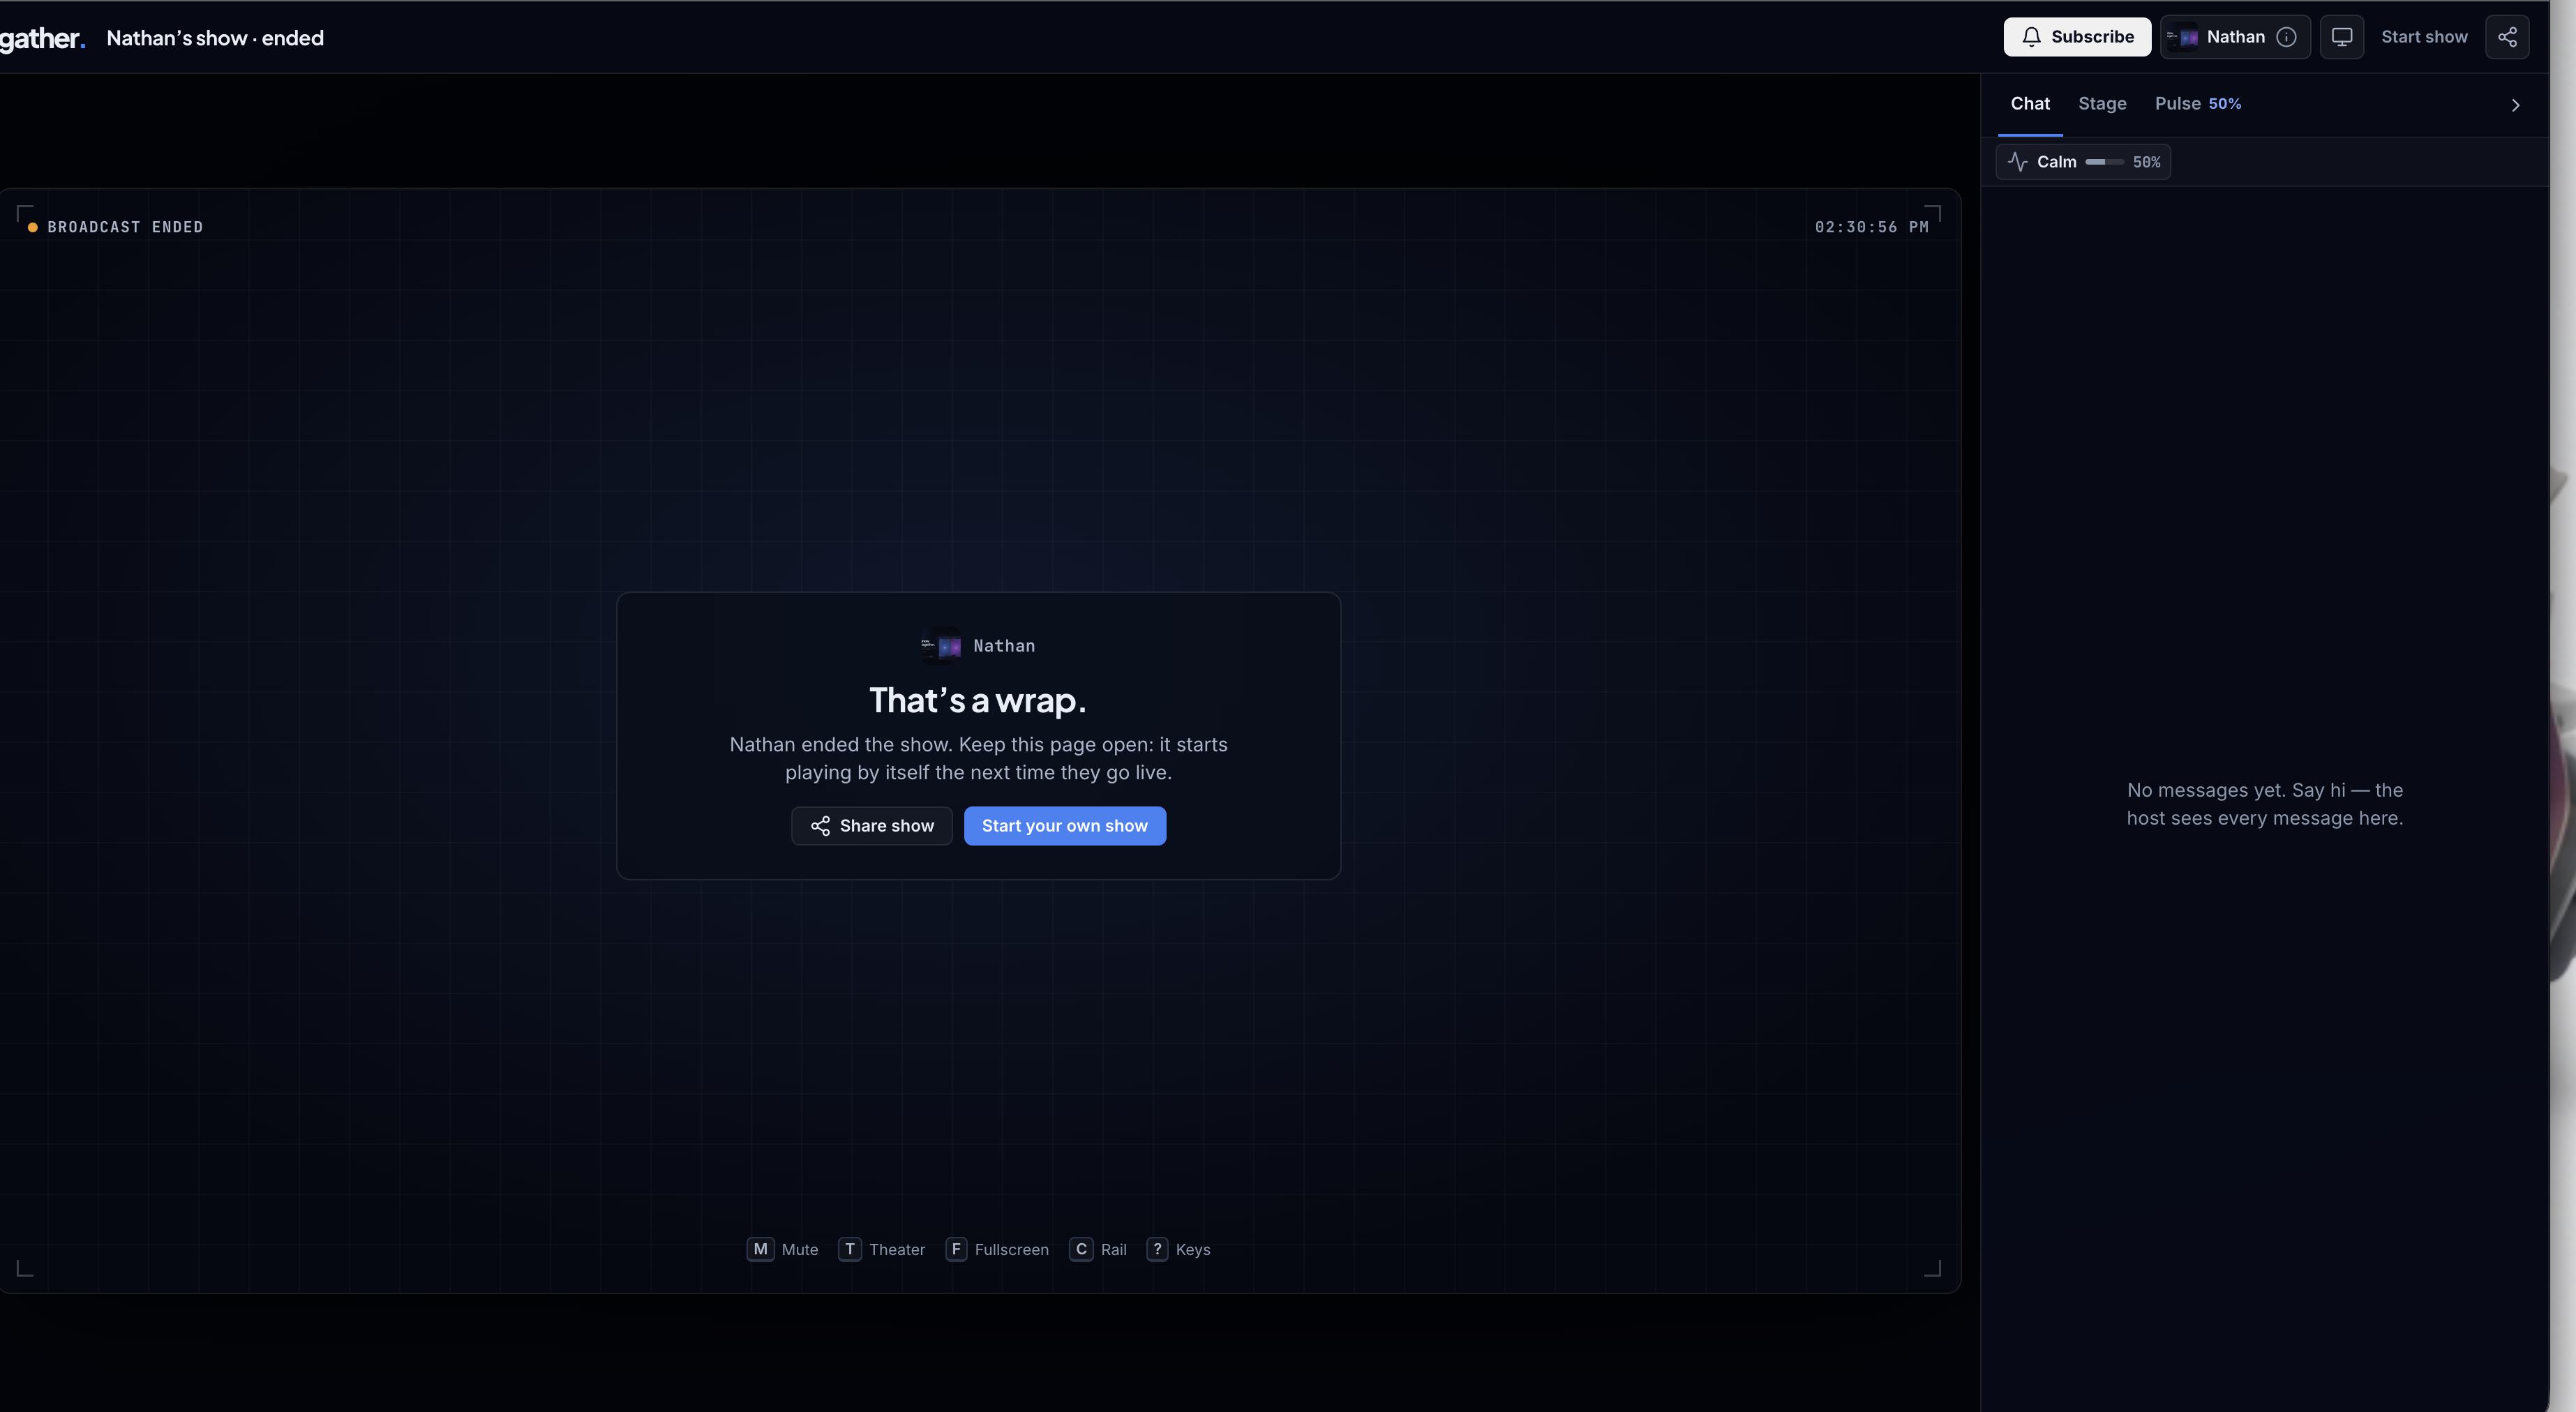 gather.
Nathan’s show · ended
Subscribe
Nathan
Start show
Chat
Stage
Pulse 50%
Calm
50%
BROADCAST ENDED
02:30:56 PM
Nathan
That’s a wrap.
Nathan ended the show. Keep this page open: it starts
playing by itself the next time they go live.
Share show
Start your own show
No messages yet. Say hi — the
host sees every message here.
M Mute
T Theater
F Fullscreen
C Rail
? Keys